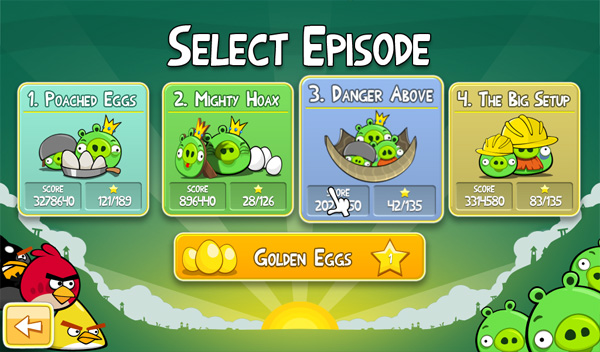 SELECT EPISODE
1. POACHED EGGS
SCORE
3278640
121/189
2. MIGHTY HOAX
SCORE
896440
28/126
3. DANGER ABOVE
42/135
4. THE BIG SETUP
SCORE
3314580
83/135
GOLDEN EGGS
1